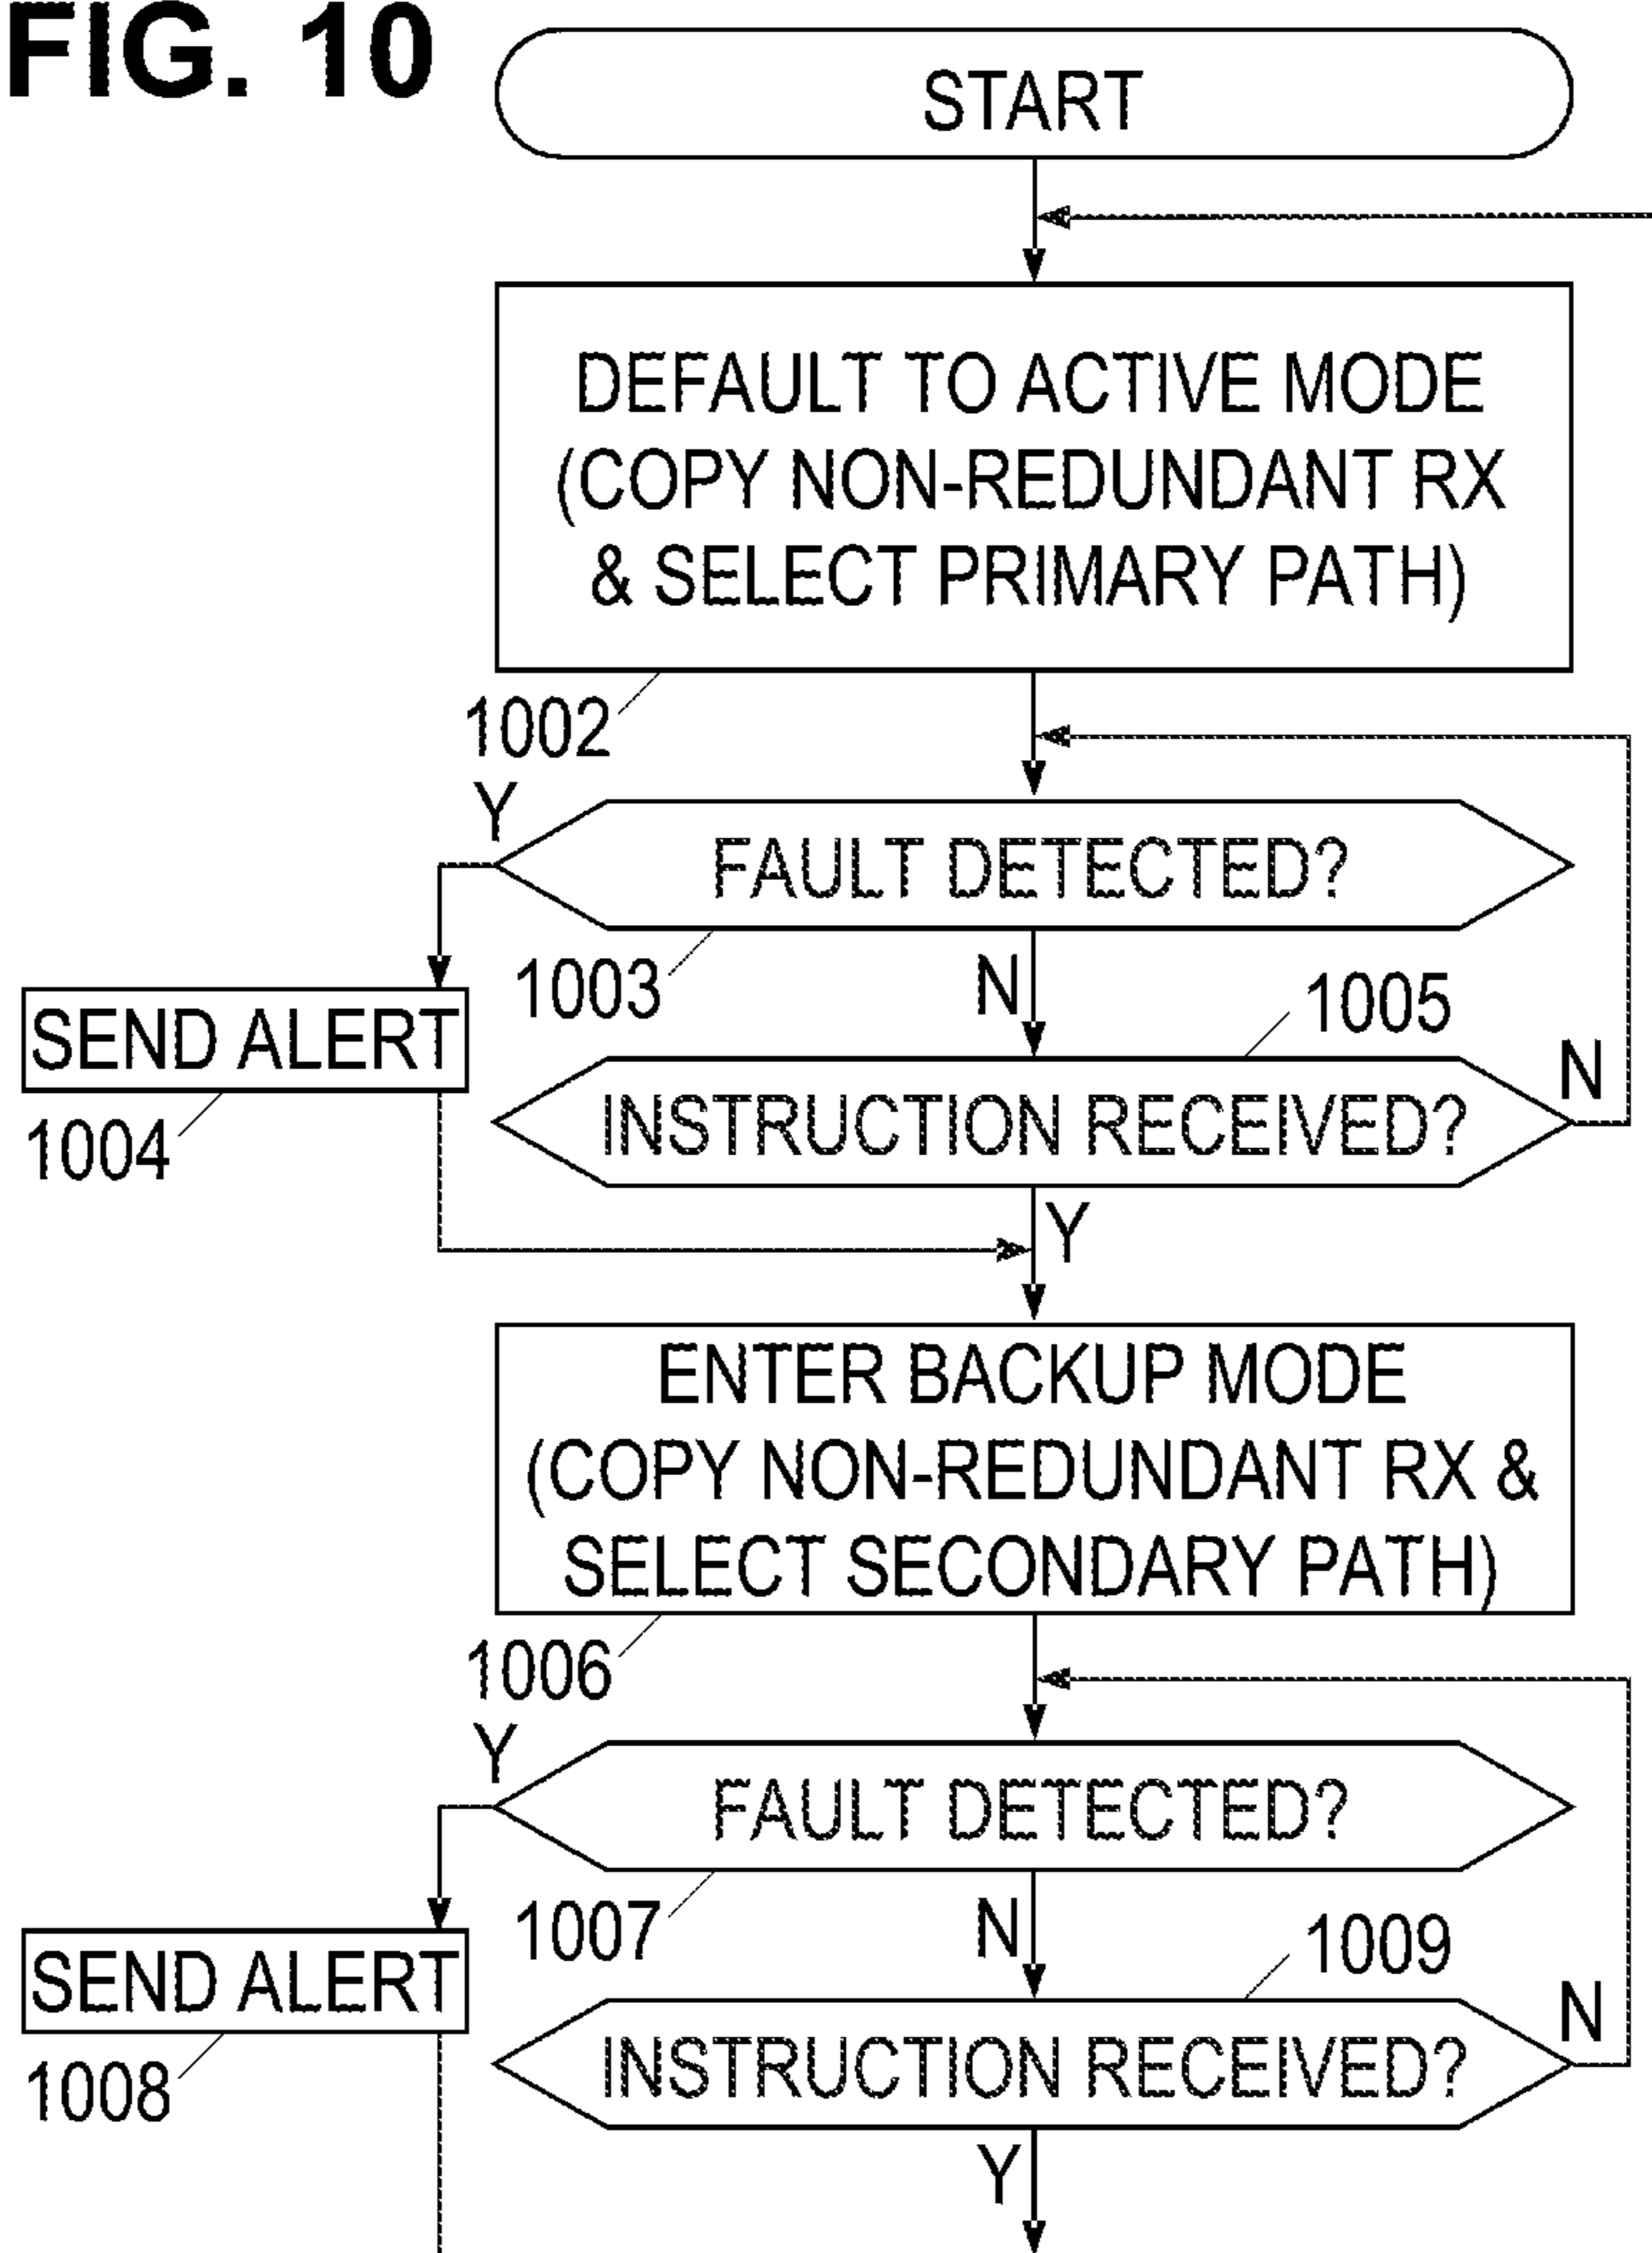 FIG. 10
START
DEFAULT TO ACTIVE MODE
(COPY NON-REDUNDANT RX
& SELECT PRIMARY PATH)
1002
Y
FAULT DETECTED?
1003
N
1005
SEND ALERT
1004
INSTRUCTION RECEIVED?
N
Y
ENTER BACKUP MODE
(COPY NON-REDUNDANT RX &
SELECT SECONDARY PATH)
1006
Y
FAULT DETECTED?
1007
N
1009
SEND ALERT
1008
INSTRUCTION RECEIVED?
N
Y